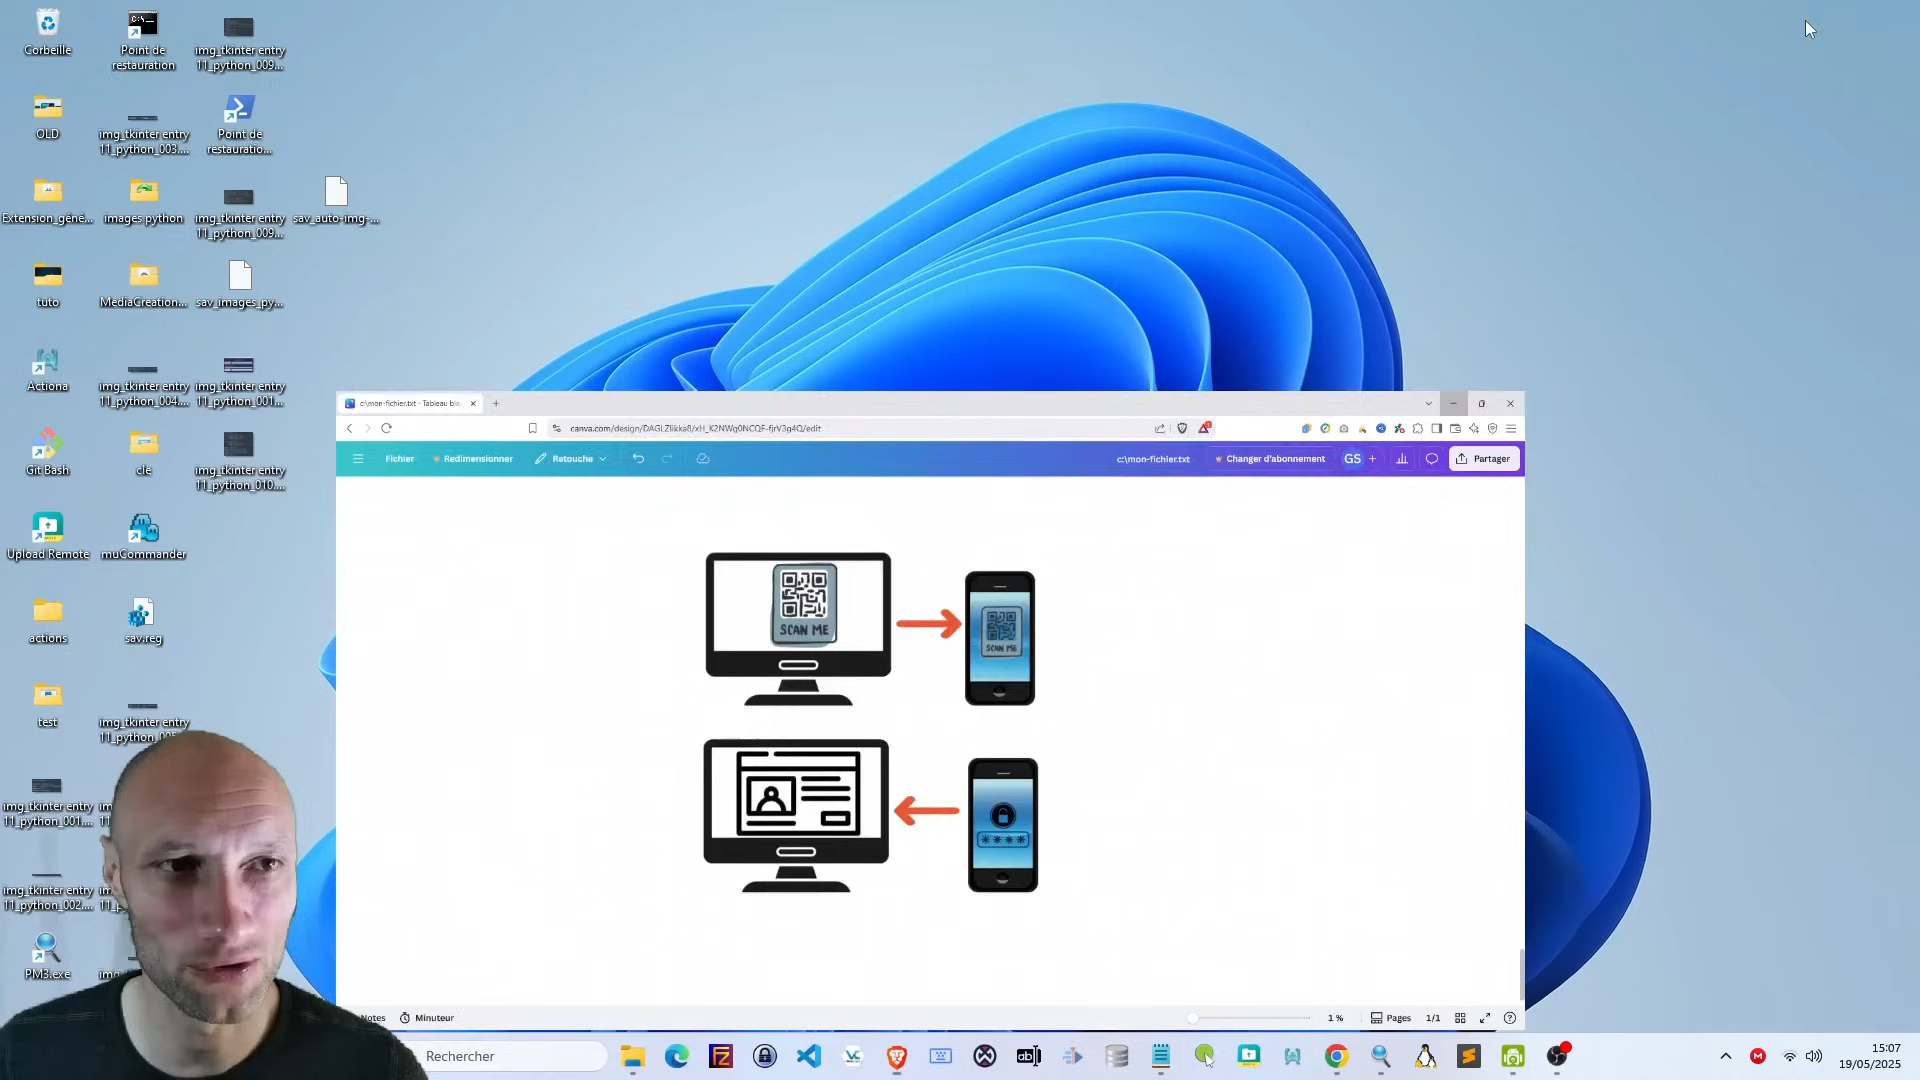 Corbeille
Point de
restauration
img_tkinter entry
11_python_009...
OLD
img_tkinter entry
11_python_003....
Point de
restauratio...
Extension_géné...
images python
img_tkinter entry
11_python_009...
sav_auto-img-...
tuto
MediaCreation...
sav_images_py...
Actiona
img_tkinter entry
11_python_004....
img_tkinter entry
11_python_001....
Git Bash
cle
img_tkinter entry
11_python_010....
Upload Remote
muCommander
actions
sav.reg
test
img_tkinter entry
img_tkinter entry
11_python_001....
img_tkinter entry
11_python_002....
PM3.exe
c:\mon-fichier.txt - Tableau bla
canva.com/design/DAGLZlikka8/xH_K2NWg0NCQF-fjrV3g4Q/edit
Fichier
Redimensionner
Retouche
c:\mon-fichier.txt
Changer d'abonnement
GS
Partager
SCAN ME
SCAN ME
****
Notes
Minuteur
1 %
Pages
1/1
Rechercher
15:07
19/05/2025